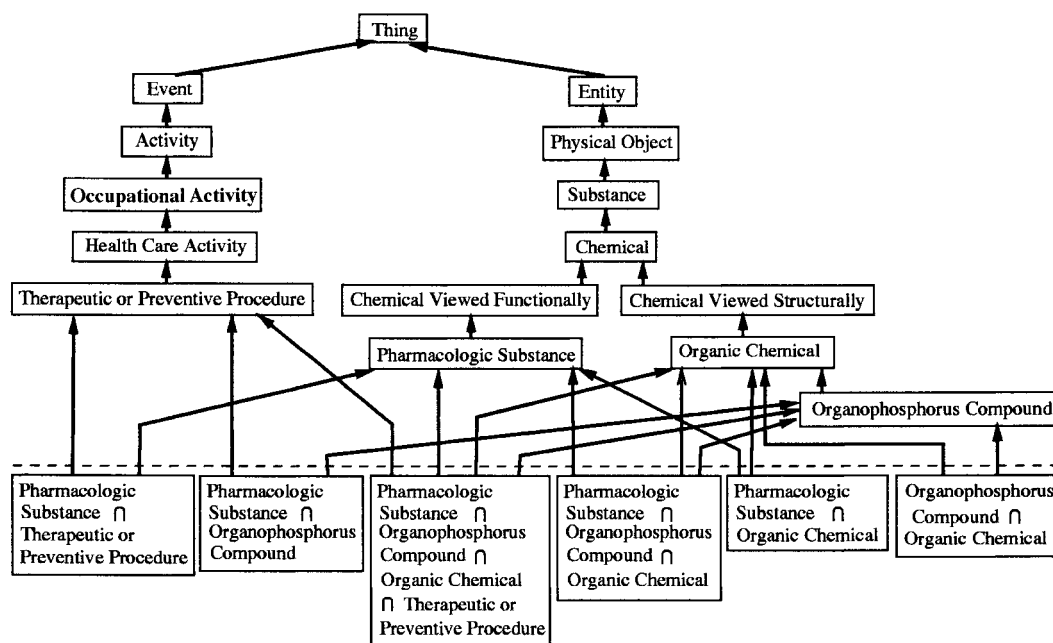 Thing
Event
Entity
Activity
Physical Object
Occupational Activity
Substance
Health Care Activity
Chemical
Therapeutic or Preventive Procedure
Chemical Viewed Functionally
Chemical Viewed Structurally
Pharmacologic Substance
Organic Chemical
Organophosphorus Compound
Pharmacologic
Substance ∩
Therapeutic or
Preventive Procedure
Pharmacologic
Substance ∩
Organophosphorus
Compound
Pharmacologic
Substance ∩
Organophosphorus
Compound ∩
Organic Chemical
∩ Therapeutic or
Preventive Procedure
Pharmacologic
Substance ∩
Organophosphorus
Compound ∩
Organic Chemical
Pharmacologic
Substance ∩
Organic Chemical
Organophosphorus
Compound ∩
Organic Chemical